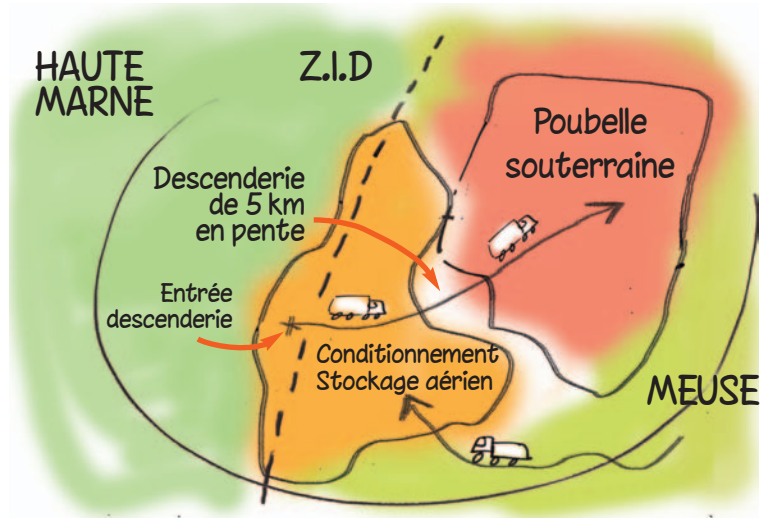 HAUTE
MARNE
Z.I.D
Poubelle
souterraine
Descenderie
de 5 km
en pente
Entrée
descenderie
Conditionnement
Stockage aérien
MEUSE